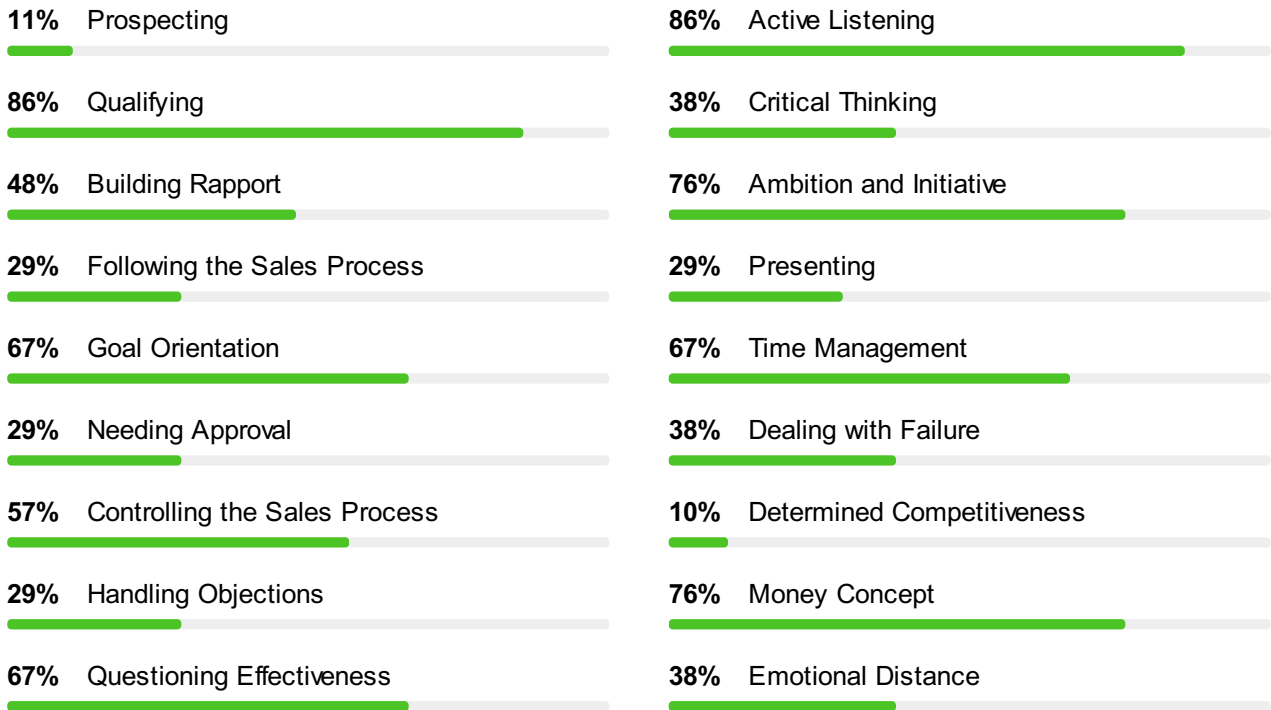 11% Prospecting
86% Qualifying
48% Building Rapport
29% Following the Sales Process
67% Goal Orientation
29% Needing Approval
57% Controlling the Sales Process
29% Handling Objections
67% Questioning Effectiveness
86% Active Listening
38% Critical Thinking
76% Ambition and Initiative
29% Presenting
67% Time Management
38% Dealing with Failure
10% Determined Competitiveness
76% Money Concept
38% Emotional Distance